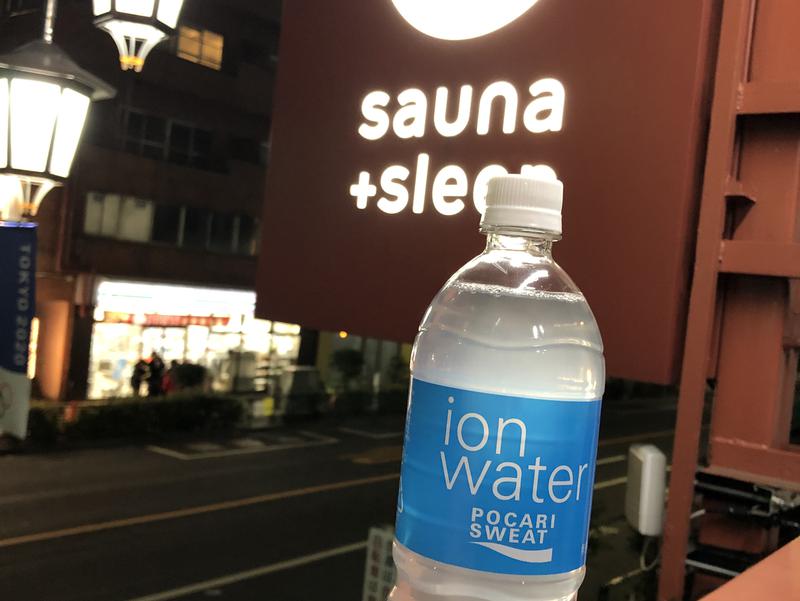 sauna
+sleep
TOKYO 2020
ion
water
POCARI
SWEAT